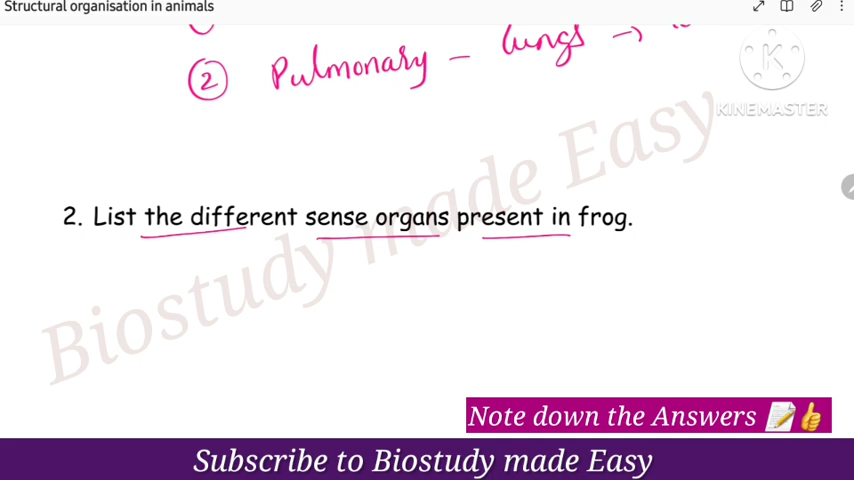 Structural organisation in animals
② Pulmonary - lungs →
KINEMASTER
2. List the different sense organs present in frog.
Biostudy made Easy
Note down the Answers 📝👍
Subscribe to Biostudy made Easy